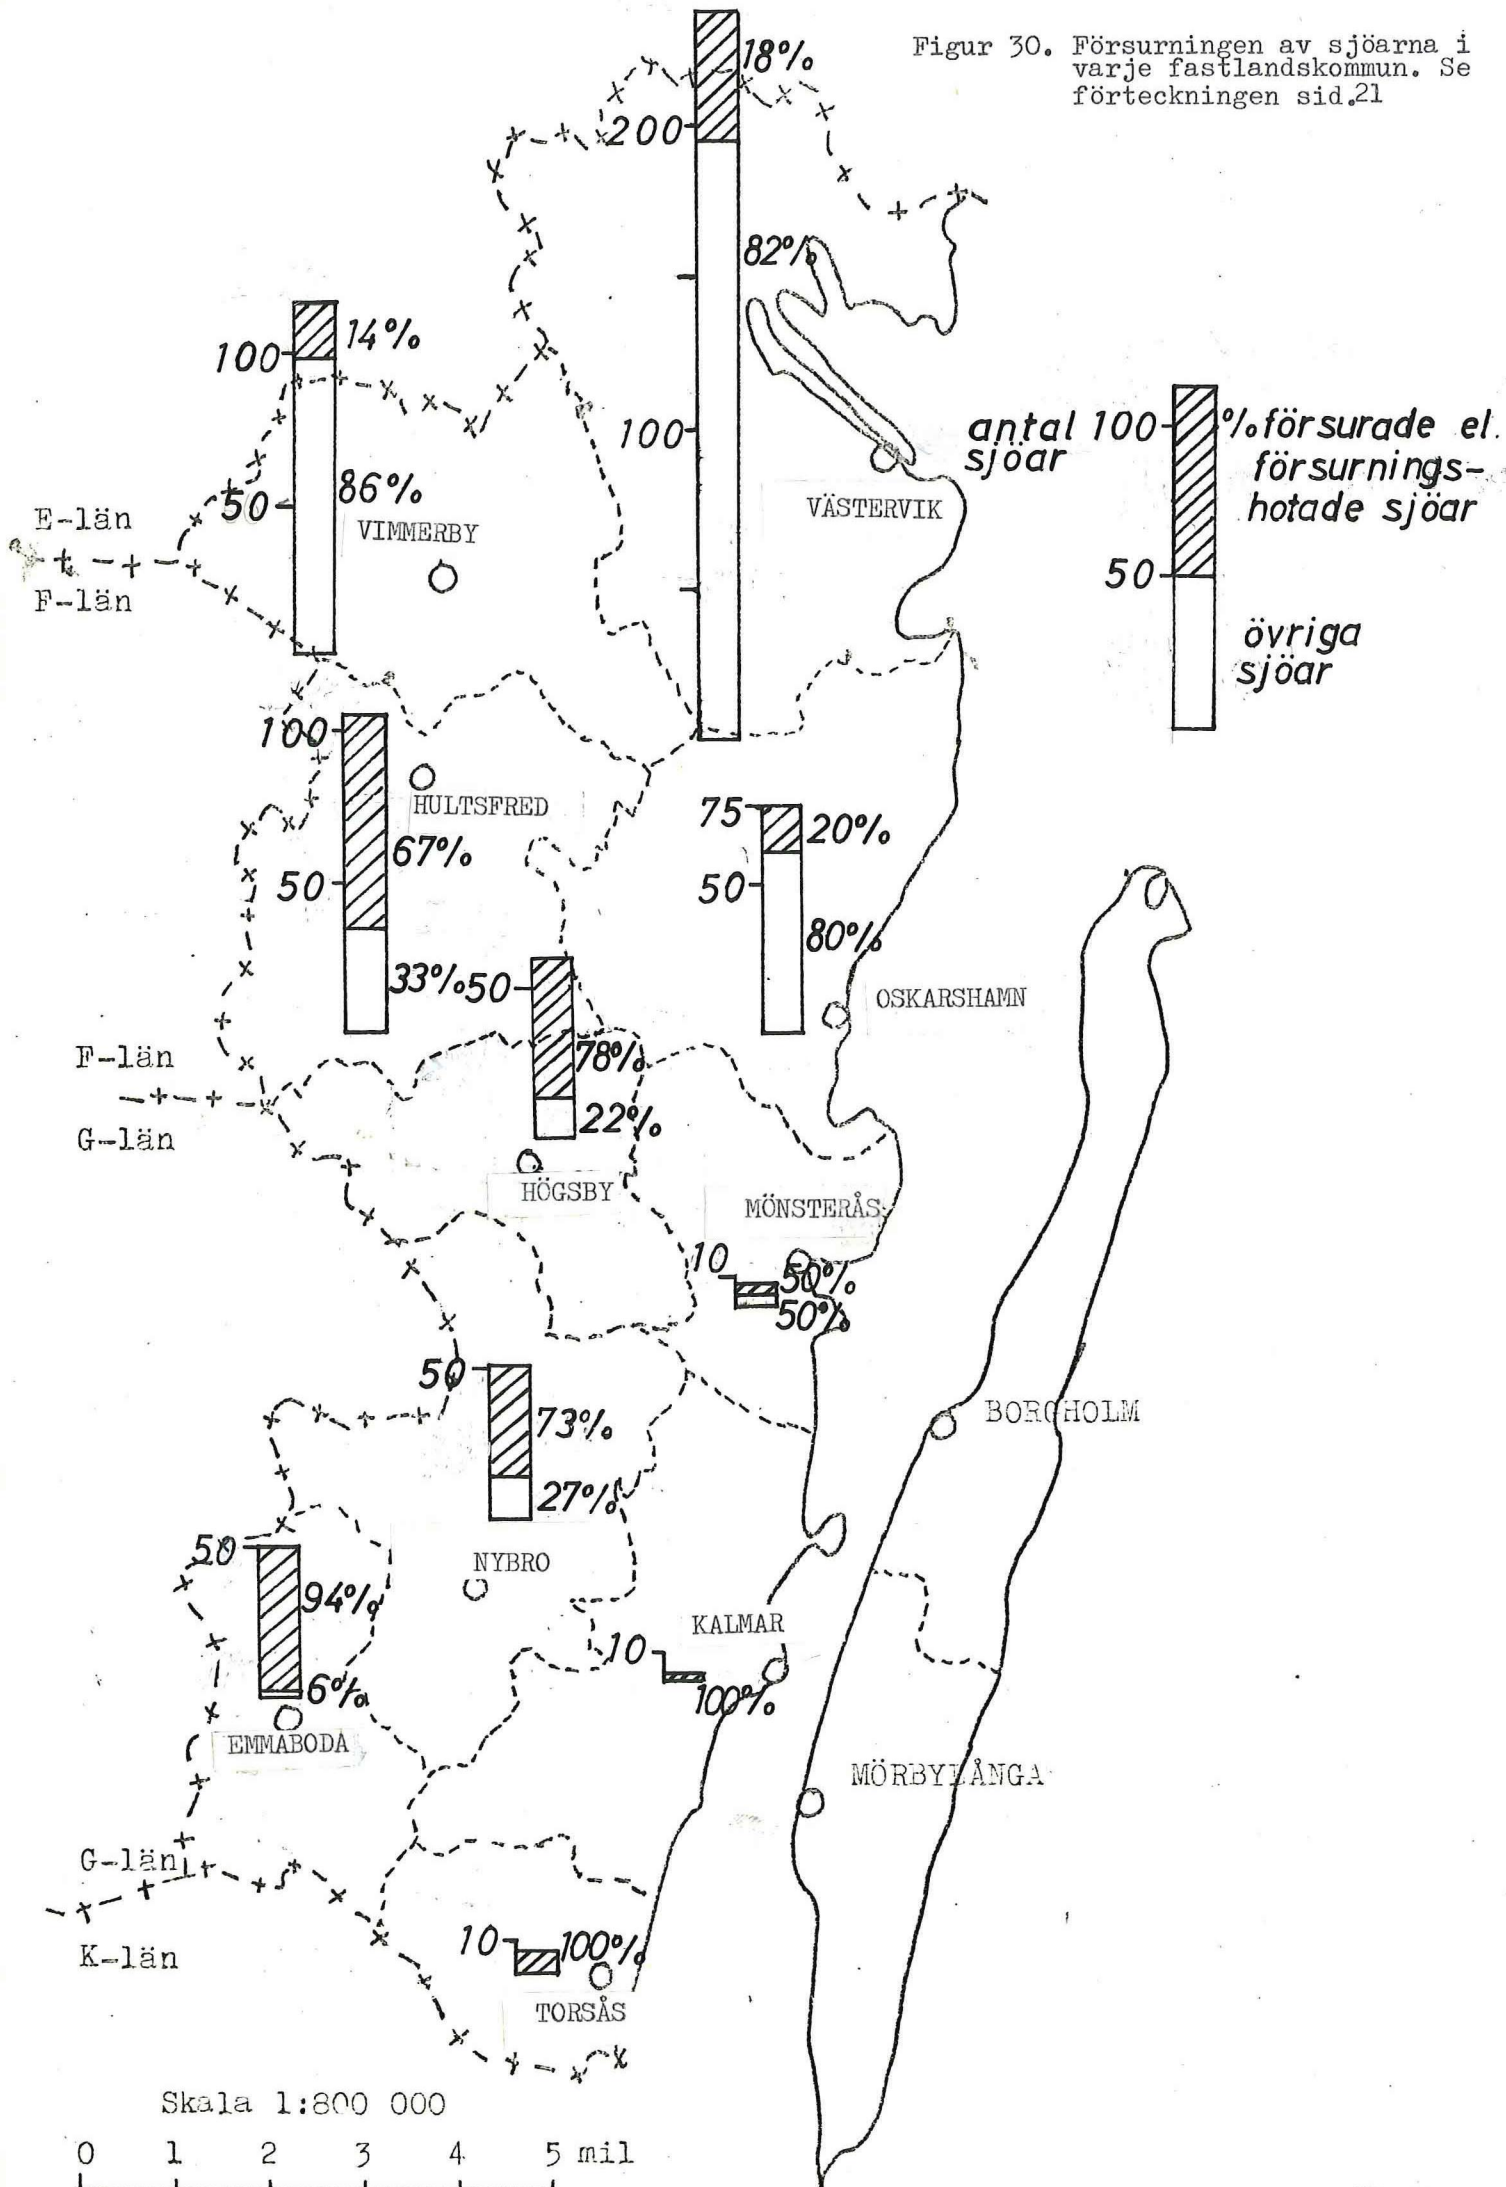 Figur 30. Försurningen av sjöarna i
varje fastlandskommun. Se
förteckningen sid.21
18%
200
82%
100
14%
100
86%
50
VIMMERBY
E-län
F-län
VÄSTERVIK
antal 100
sjöar
% försurade el.
försurnings-
hotade sjöar
50
övriga
sjöar
100
HULTSFRED
67%
50
33%
75
20%
50
80%
OSKARSHAMN
50
78%
22%
HÖGSBY
F-län
G-län
MÖNSTERÅS
10
50%
50%
50
73%
27%
NYBRO
BORGHOLM
50
94%
6%
EMMABODA
KALMAR
10
100%
MÖRBYLÅNGA
G-län
K-län
10
100%
TORSÅS
Skala 1:800 000
0 1 2 3 4 5 mil